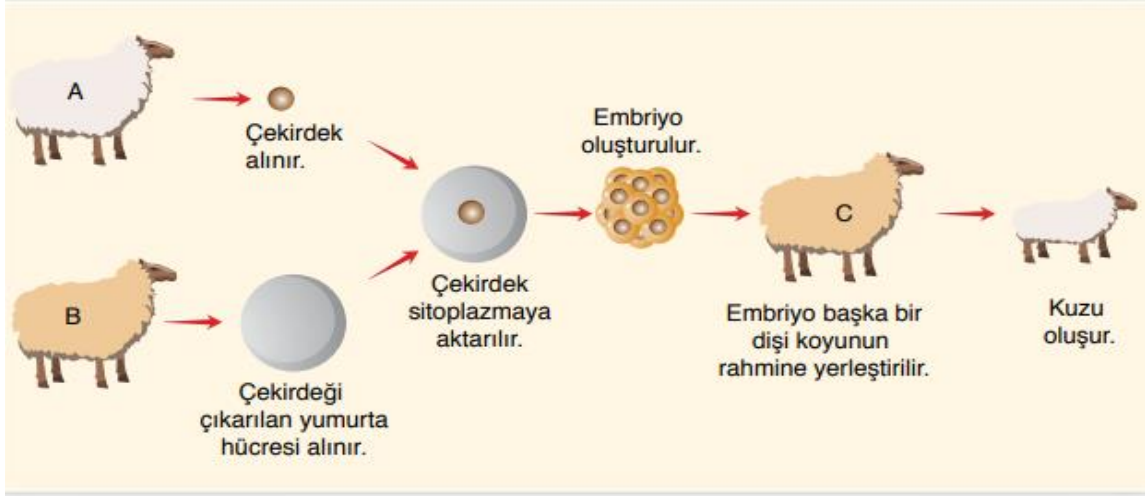 A
Çekirdek
alınır.
B
Çekirdeği
çıkarılan yumurta
hücresi alınır.
Çekirdek
sitoplazmaya
aktarılır.
Embriyo
oluşturulur.
C
Embriyo başka bir
dişi koyunun
rahmine yerleştirilir.
Kuzu
oluşur.